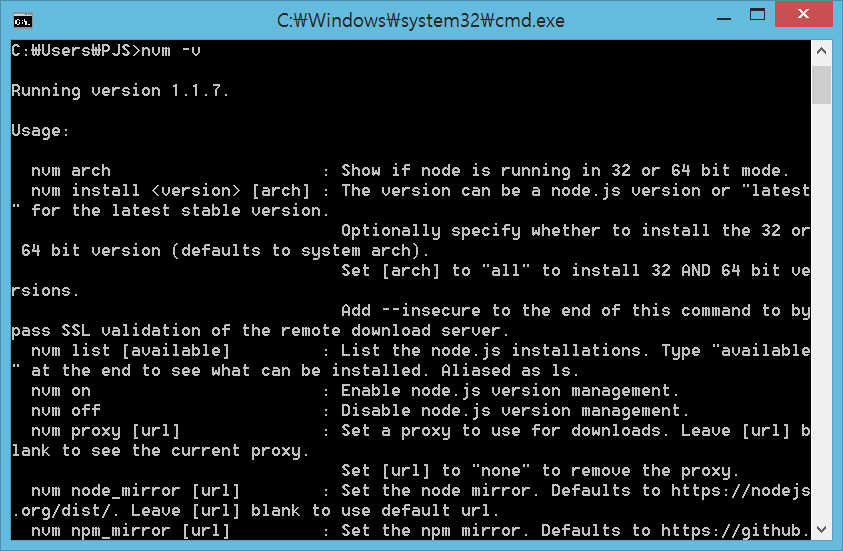 C:₩Windows₩system32₩cmd.exe
C:₩Users₩PJS>nvm -v
Running version 1.1.7.
Usage:
nvm arch : Show if node is running in 32 or 64 bit mode.
nvm install <version> [arch] : The version can be a node.js version or "latest
" for the latest stable version.
Optionally specify whether to install the 32 or
64 bit version (defaults to system arch).
Set [arch] to "all" to install 32 AND 64 bit ve
rsions.
Add --insecure to the end of this command to by
pass SSL validation of the remote download server.
nvm list [available] : List the node.js installations. Type "available
" at the end to see what can be installed. Aliased as ls.
nvm on : Enable node.js version management.
nvm off : Disable node.js version management.
nvm proxy [url] : Set a proxy to use for downloads. Leave [url] b
lank to see the current proxy.
Set [url] to "none" to remove the proxy.
nvm node_mirror [url] : Set the node mirror. Defaults to https://nodejs
.org/dist/. Leave [url] blank to use default url.
nvm npm_mirror [url] : Set the npm mirror. Defaults to https://github.